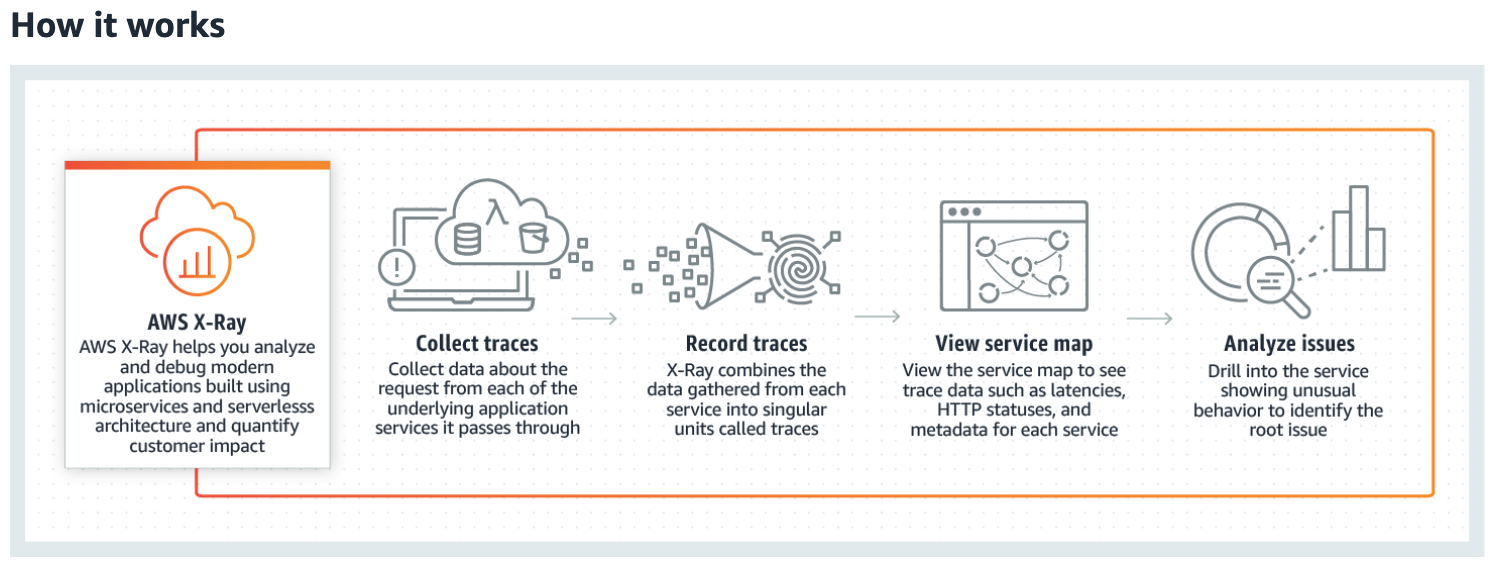 How it works
AWS X-Ray
AWS X-Ray helps you analyze
and debug modern
applications built using
microservices and serverlesss
architecture and quantify
customer impact
Collect traces
Collect data about the
request from each of the
underlying application
services it passes through
Record traces
X-Ray combines the
data gathered from each
service into singular
units called traces
View service map
View the service map to see
trace data such as latencies,
HTTP statuses, and
metadata for each service
Analyze issues
Drill into the service
showing unusual
behavior to identify the
root issue